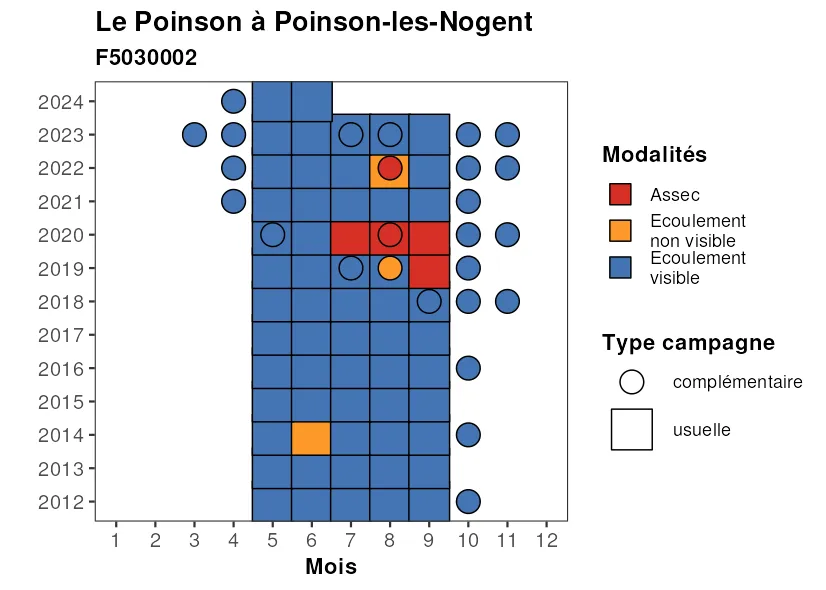 Le Poinson à Poinson-les-Nogent
F5030002
2024
2023
2022
2021
2020
2019
2018
2017
2016
2015
2014
2013
2012
1 2 3 4 5 6 7 8 9 10 11 12
Mois
Modalités
Assec
Ecoulement
non visible
Ecoulement
visible
Type campagne
complémentaire
usuelle